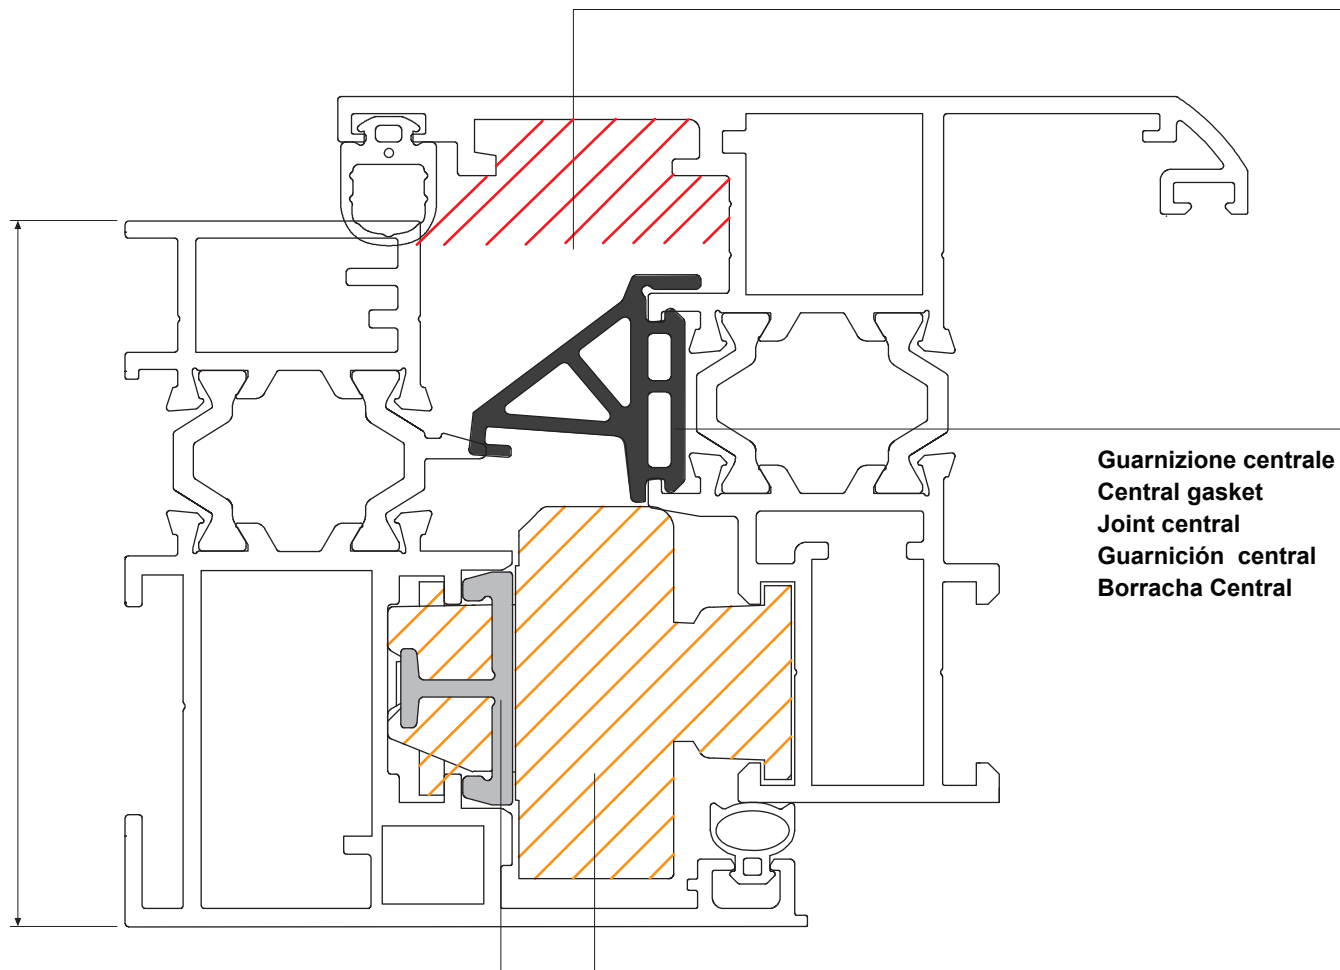 Guarnizione centrale
Central gasket
Joint central
Guarnición central
Borracha Central